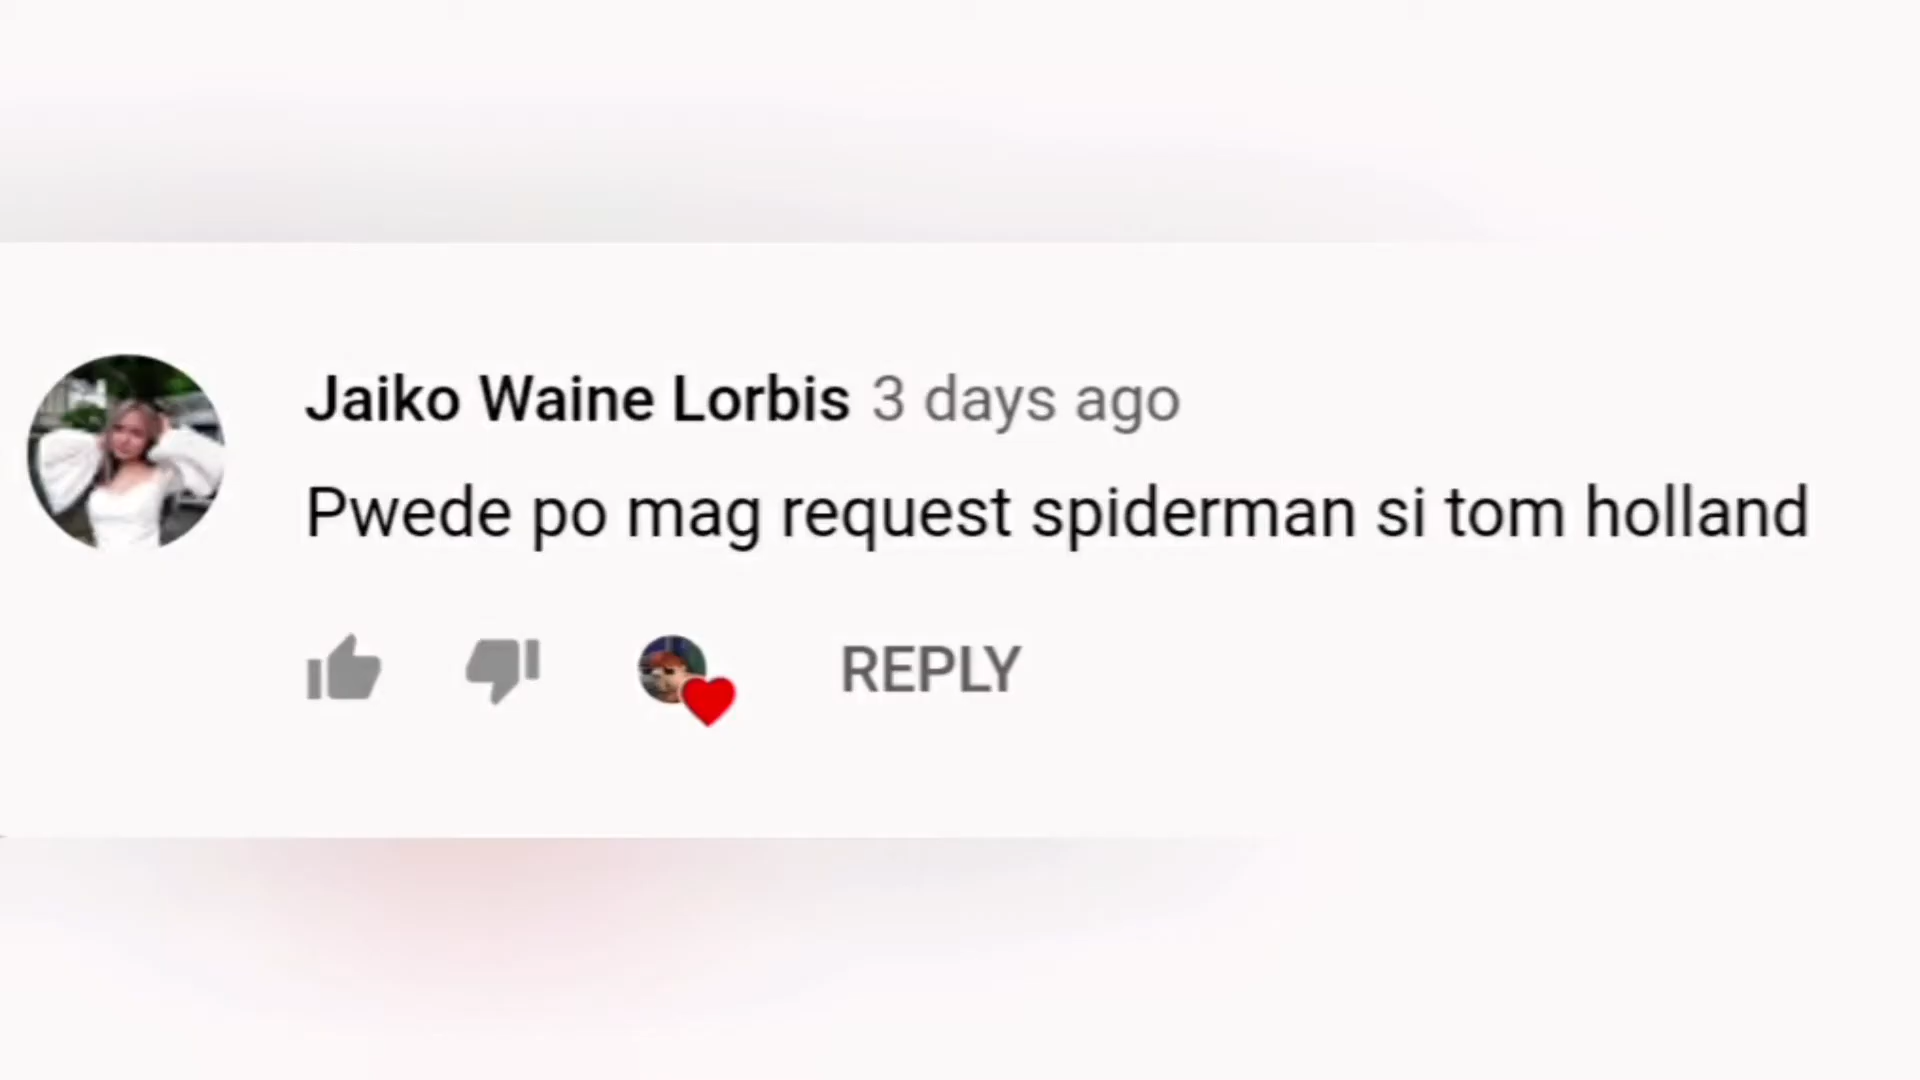 Jaiko Waine Lorbis 3 days ago
Pwede po mag request spiderman si tom holland
REPLY